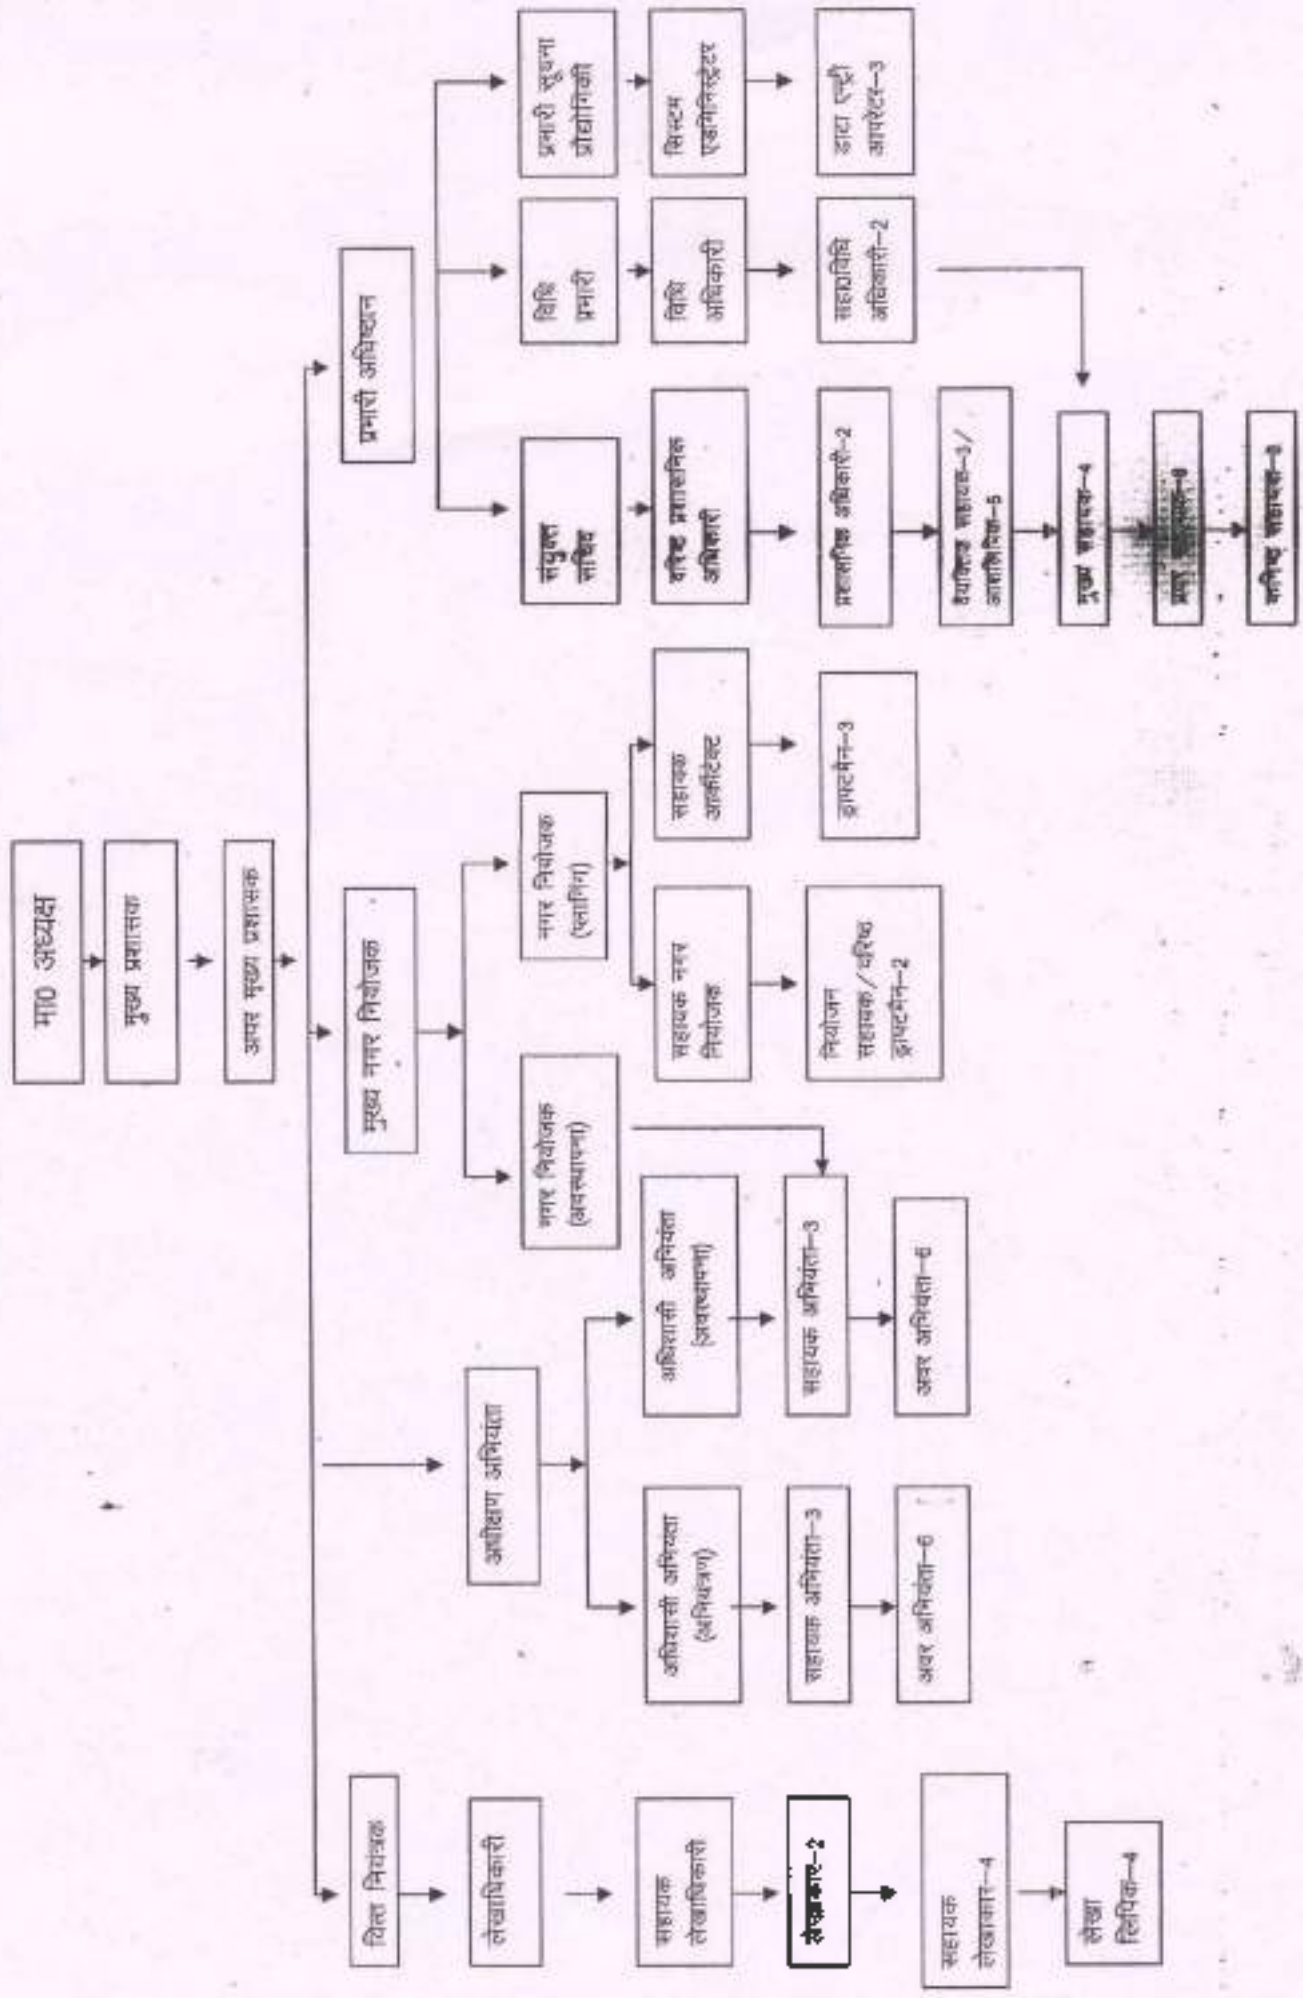 मा0 अध्यक्ष
मुख्य प्रशासक
अपर मुख्य प्रशासक
वित्त नियंत्रक
लेखाधिकारी
सहायक
लेखाधिकारी
लेखाकार-2
सहायक
लेखाकार-4
लेखा
लिपिक-4
अधीक्षण अभियंता
अधिशासी अभियंता
(अनियंत्रण)
सहायक अभियंता-3
अवर अभियंता-6
अधिशासी अभियंता
(अवस्थापना)
सहायक अभियंता-3
अवर अभियंता-6
मुख्य नगर नियोजक
नगर नियोजक
(अवस्थापना)
नगर नियोजक
(प्लानिंग)
सहायक नगर
नियोजक
नियोजन
सहायक/वरिष्ठ
ड्राफ्टमैन-2
सहायक
आर्कीटेक्ट
ड्राफ्टमैन-3
प्रभारी अधिष्ठान
संयुक्त
सचिव
वरिष्ठ प्रशासनिक
अधिकारी
प्रशासनिक अधिकारी-2
वैयक्तिक सहायक-3/
आशुलिपिक-5
मुख्य सहायक-4
कनिष्ठ सहायक-8
विधि
प्रभारी
विधि
अधिकारी
सहा0विधि
अधिकारी-2
प्रभारी सूचना
प्रौद्योगिकी
सिस्टम
एडमिनिस्ट्रेटर
डाटा एन्ट्री
आपरेटर-3